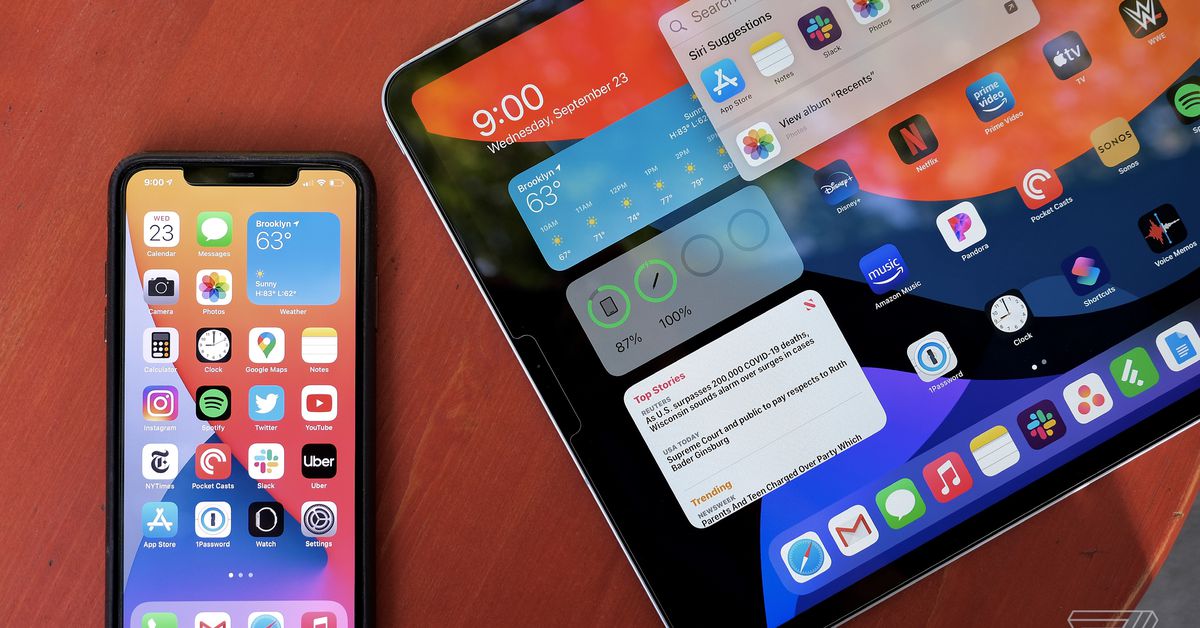 9:00
WED
23
Calendar
Messages
Brooklyn
63°
Sunny
H:83° L:62°
Weather
Camera
Photos
Calculator
Clock
Google Maps
Notes
Instagram
Spotify
Twitter
YouTube
NYTimes
Pocket Casts
Slack
Uber
Uber
App Store
1Password
Watch
Settings
9:00
Wednesday, September 23
Brooklyn
63°
Sunny
10AM
11AM
12PM
1PM
2PM
67°
71°
74°
77°
79°
87%
100%
Top Stories
REUTERS
As U.S. surpasses 200,000 COVID-19 deaths,
Wisconsin sounds alarm over surges in cases
USA TODAY
Supreme Court and public to pay respects to Ruth
Bader Ginsburg
Trending
NEWSWEEK
Parents And Teen Charged Over Party Which
Search
Siri Suggestions
App Store
Notes
Slack
Photos
View album "Recents"
Photos
WWE
tv
TV
prime video
Prime Video
Netflix
SONOS
Sonos
Disney+
Disney+
Pocket Casts
Pandora
Voice Memos
music
Amazon Music
Shortcuts
Clock
1Password